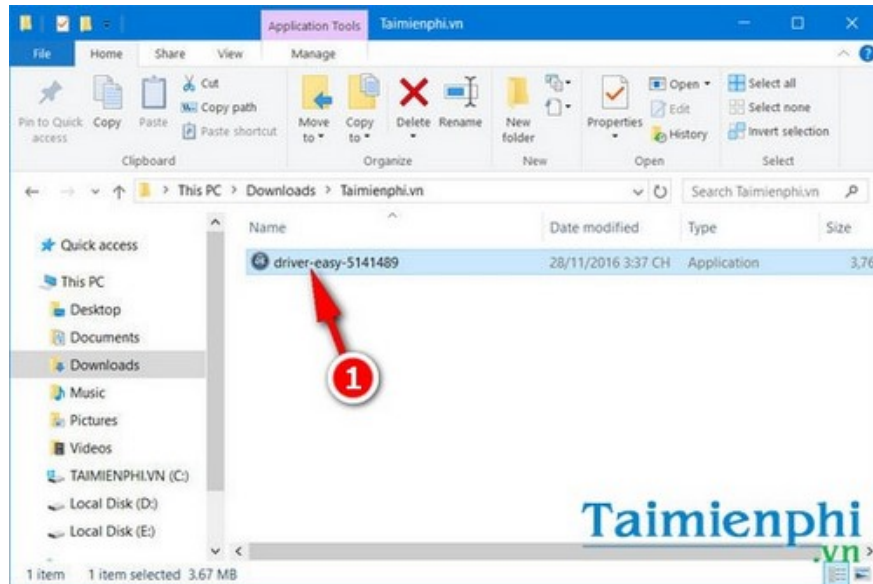 Application Tools Taimienphi.vn
File Home Share View Manage
Pin to Quick access
Copy
Paste
Cut
Copy path
Paste shortcut
Clipboard
Move to
Copy to
Delete
Rename
Organize
New folder
New
Properties
Open
Edit
History
Open
Select all
Select none
Invert selection
Select
This PC > Downloads > Taimienphi.vn
Search Taimienphi.vn
Name Date modified Type Size
driver-easy-5141489 28/11/2016 3:37 CH Application 3,76
Quick access
This PC
Desktop
Documents
Downloads
Music
Pictures
Videos
TAIMIENPHI.VN (C:)
Local Disk (D:)
Local Disk (E:)
1
Taimienphi
.vn
1 item 1 item selected 3.67 MB